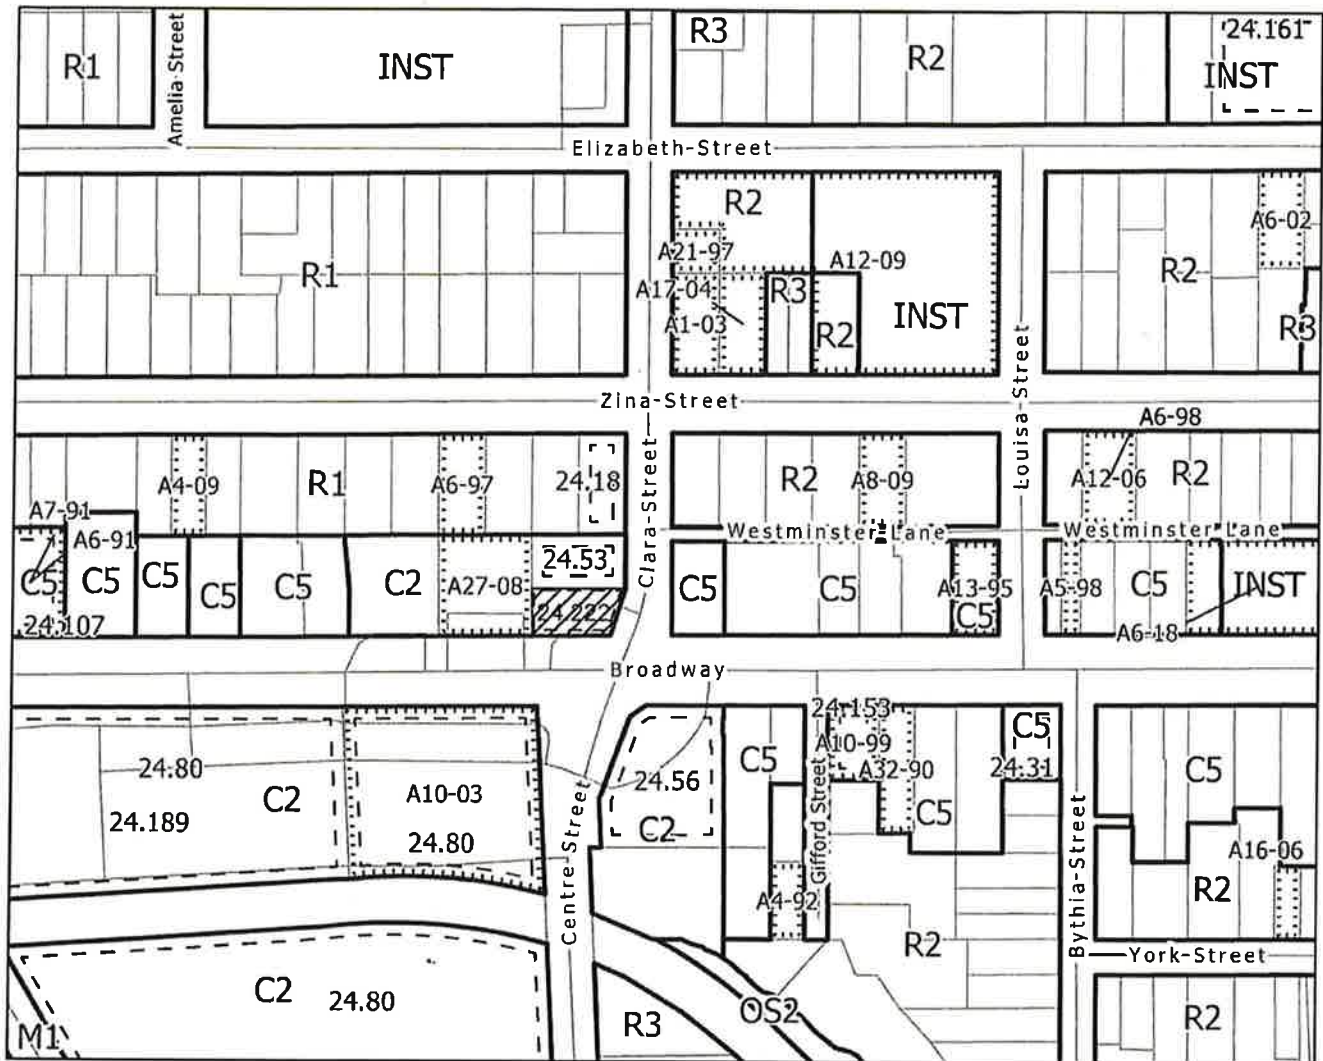 R1
Amelia-Street
INST
R3
R2
24.161
INST
Elizabeth-Street
R1
R2
A21-97
A17-04
A1-03
R3
A12-09
R2
INST
Louisa-Street
R2
A6-02
R3
Zina-Street
A6-98
A4-09
R1
A6-97
24.18
Clara-Street
R2
A8-09
A12-06
R2
A7-91
A6-91
Westminster Lane
Westminster Lane
C5
C5
C5
C5
C5
C2
A27-08
24.53
24.222
24.107
C5
C5
A13-95
C5
A5-98
C5
INST
A6-18
Broadway
24.80
24.189
C2
A10-03
24.80
Centre-Street
24.56
C2
C5
A4-92
Gifford Street
24.153
A10-99
A32-90
C5
C5
24.31
R2
Bythia-Street
C5
A16-06
R2
York-Street
C2
24.80
M1
R3
OS2
R2